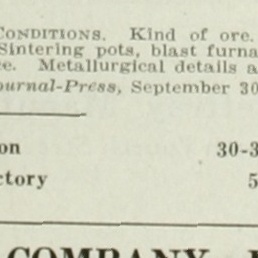 CONDITIONS. Kind of ore.
Sintering pots, blast furna
e. Metallurgical details a
ournal-Press, September 30
on 30-3
ctory 5
COMPANY